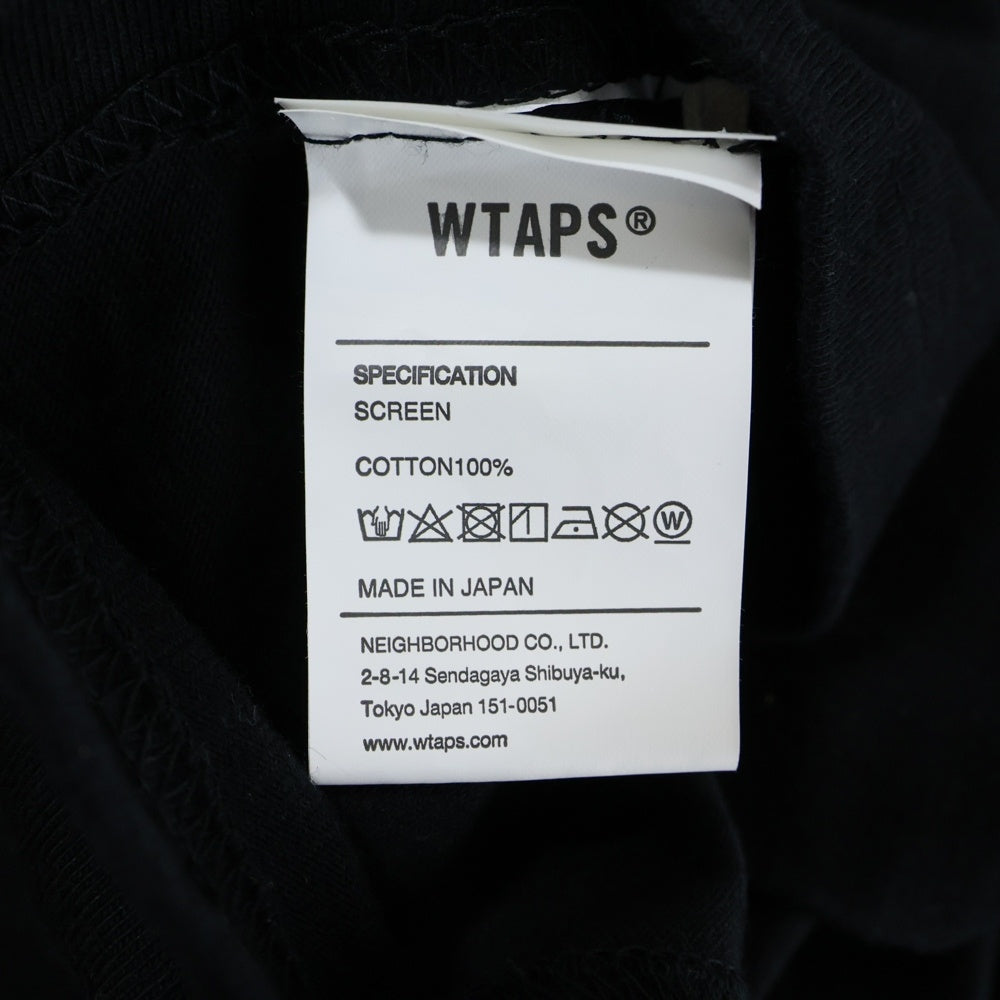 WTAPS®
SPECIFICATION
SCREEN
COTTON100%
W
MADE IN JAPAN
NEIGHBORHOOD CO., LTD.
2-8-14 Sendagaya Shibuya-ku,
Tokyo Japan 151-0051
www.wtaps.com